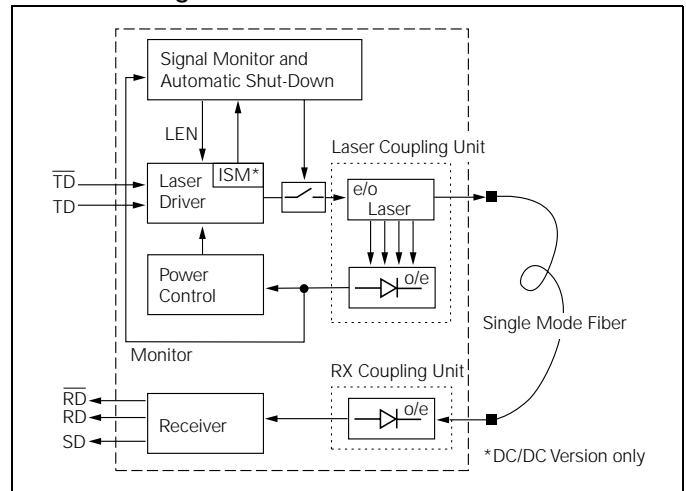 Signal Monitor and
Automatic Shut-Down
LEN
Laser Coupling Unit
TD
TD
Laser
Driver
ISM*
e/o
Laser
Power
Control
o/e
Single Mode Fiber
Monitor
RX Coupling Unit
RD
RD
SD
Receiver
o/e
*DC/DC Version only